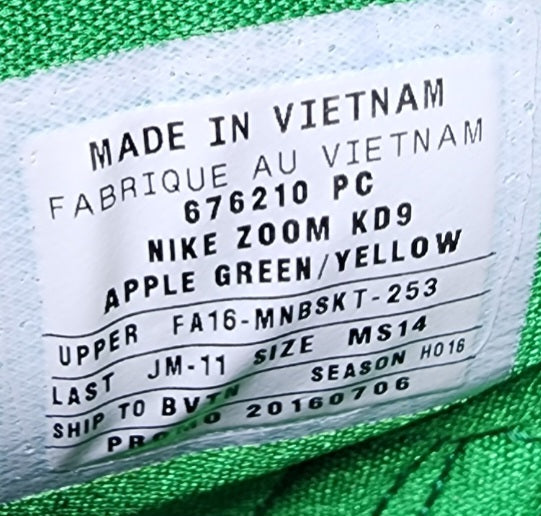 MADE IN VIETNAM
FABRIQUE AU VIETNAM
676210 PC
NIKE ZOOM KD9
APPLE GREEN/YELLOW
UPPER FA16-MNBSKT-253
LAST JM-11 SIZE MS14
SHIP TO BVTN SEASON HO16
PROMO 20160706